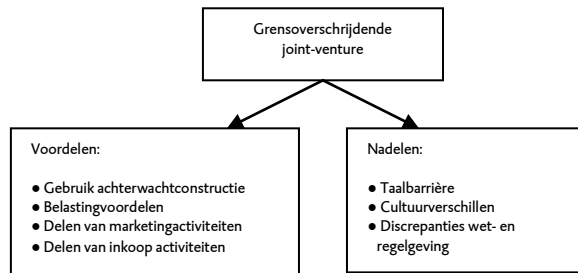 Grensoverschrijdende
joint-venture
Voordelen:
● Gebruik achterwachtconstructie
● Belastingvoordelen
● Delen van marketingactiviteiten
● Delen van inkoop activiteiten
Nadelen:
● Taalbarrière
● Cultuurverschillen
● Discrepanties wet- en
regelgeving